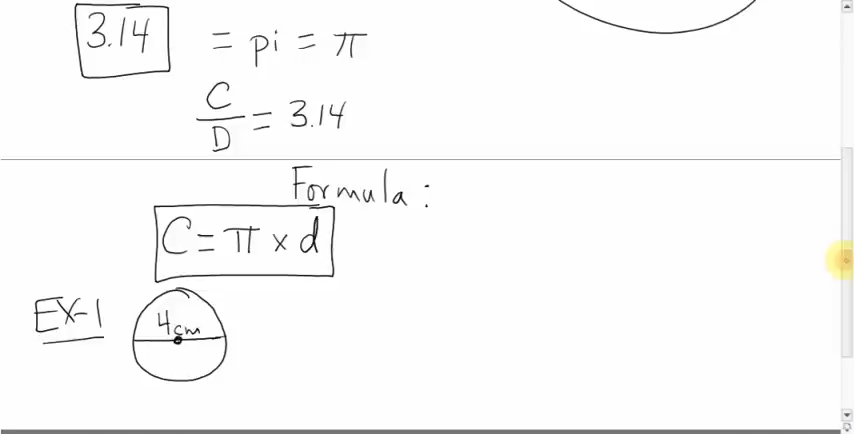 3.14 = pi = π
C/D = 3.14
Formula:
C = π × d
EX-1
4cm